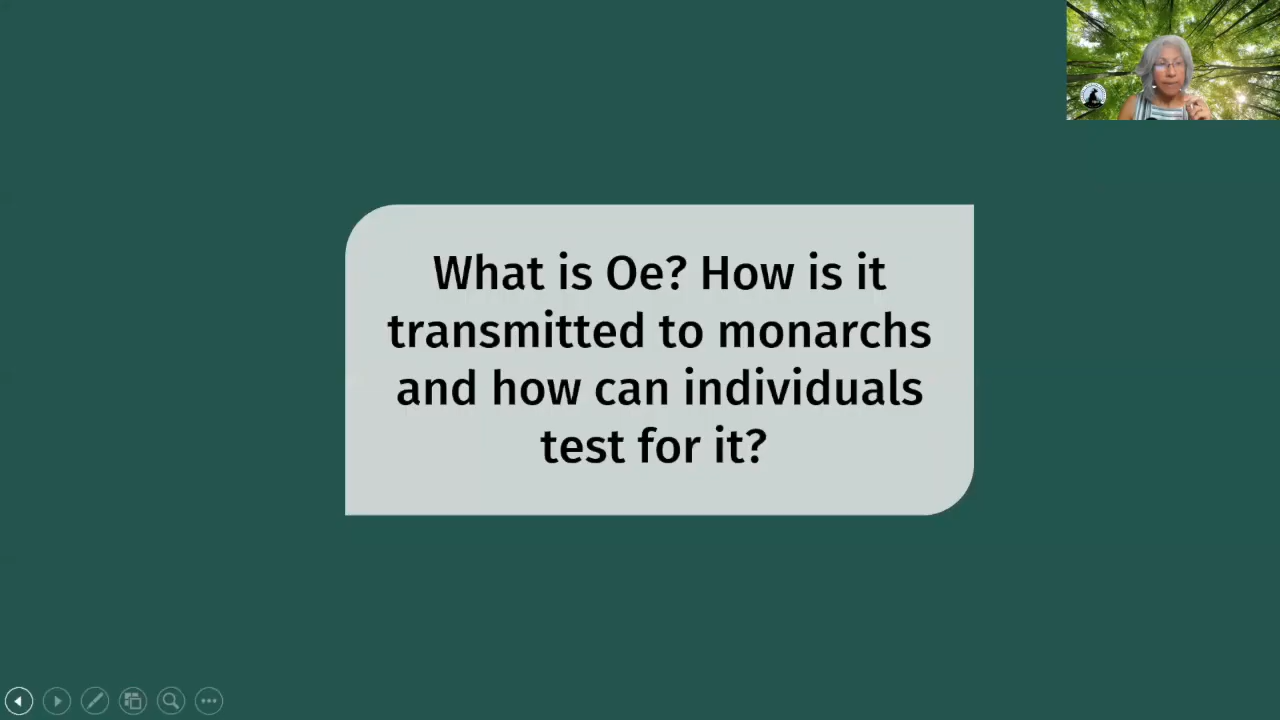 What is Oe? How is it
transmitted to monarchs
and how can individuals
test for it?